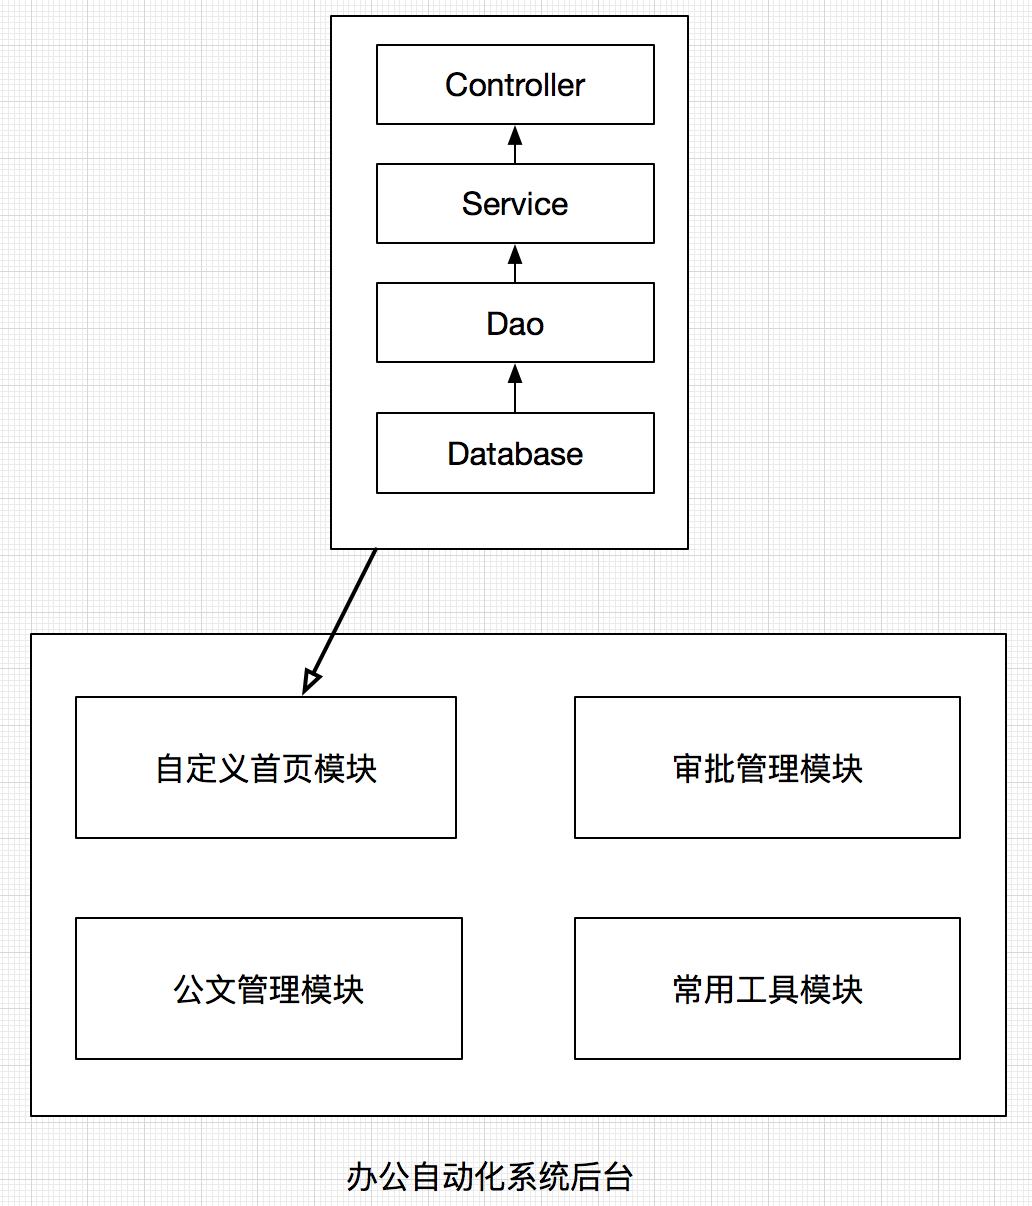 Controller
Service
Dao
Database
自定义首页模块
审批管理模块
公文管理模块
常用工具模块
办公自动化系统后台